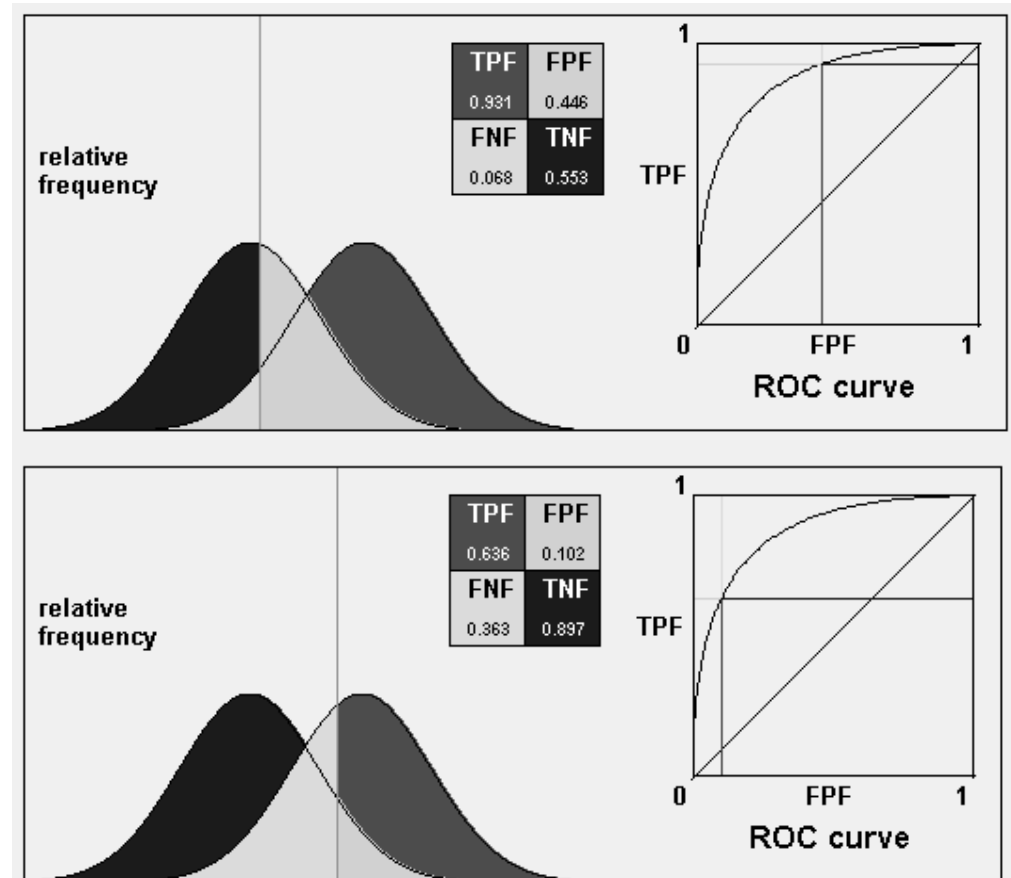 1
TPF FPF
0.931 0.446
FNF TNF
0.068 0.553
relative
frequency
TPF
0 FPF 1
ROC curve
1
TPF FPF
0.636 0.102
FNF TNF
0.363 0.897
relative
frequency
TPF
0 FPF 1
ROC curve